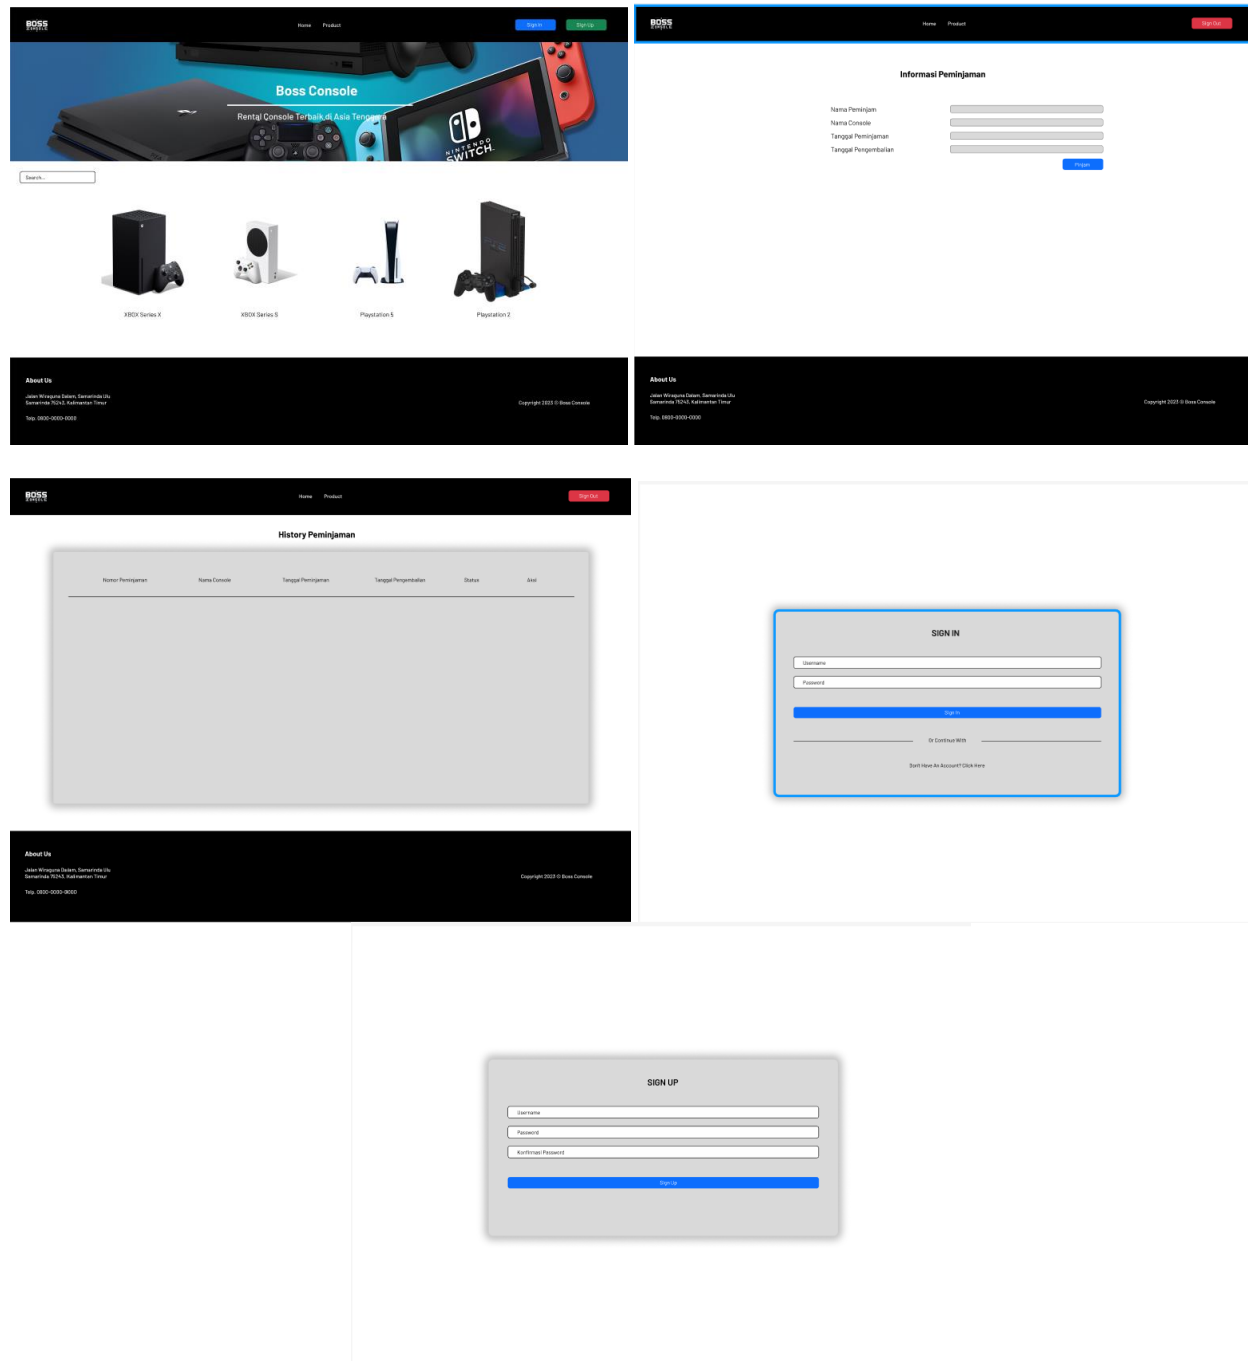 BOSS
CONSOLE
Home Product
Sign In Sign Up
Boss Console
Rental Console Terbaik di Asia Tenggara
NINTENDO
SWITCH
Search...
XBOX Series X
XBOX Series S
Playstation 5
Playstation 2
About Us
Jalan Wiraguna Dalam, Samarinda Ulu
Samarinda 75243, Kalimantan Timur
Telp. 0800-0000-0000
Copyright 2023 © Boss Console
BOSS
CONSOLE
Home Product
Sign Out
Informasi Peminjaman
Nama Peminjam
Nama Console
Tanggal Peminjaman
Tanggal Pengembalian
Pinjam
About Us
Jalan Wiraguna Dalam, Samarinda Ulu
Samarinda 75243, Kalimantan Timur
Telp. 0800-0000-0000
Copyright 2023 © Boss Console
BOSS
CONSOLE
Home Product
Sign Out
History Peminjaman
Nomor Peminjaman Nama Console Tanggal Peminjaman Tanggal Pengembalian Status Aksi
About Us
Jalan Wiraguna Dalam, Samarinda Ulu
Samarinda 75243, Kalimantan Timur
Telp. 0800-0000-0000
Copyright 2023 © Boss Console
SIGN IN
Username
Password
Sign In
Or Continue With
Dont Have An Account? Click Here
SIGN UP
Username
Password
Konfirmasi Password
Sign Up